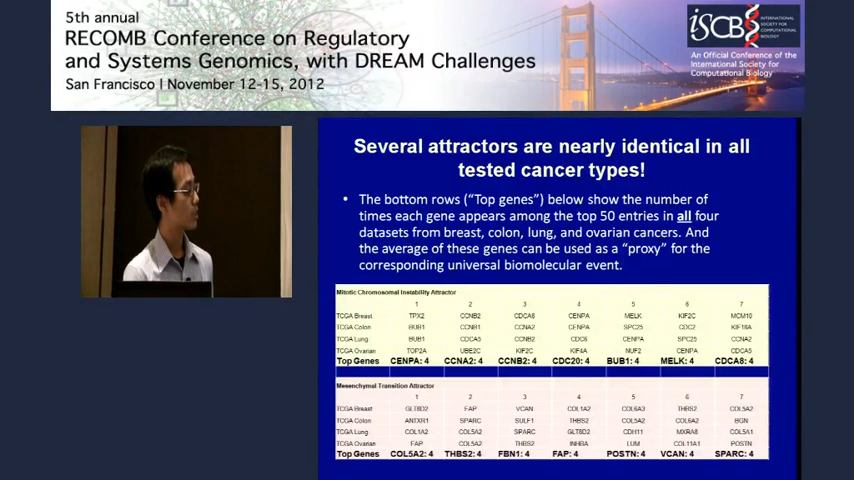 5th annual
RECOMB Conference on Regulatory
and Systems Genomics, with DREAM Challenges
San Francisco | November 12-15, 2012
iSCB
INTERNATIONAL
SOCIETY FOR
COMPUTATIONAL
BIOLOGY
An Official Conference of the
International Society for
Computational Biology
Several attractors are nearly identical in all
tested cancer types!
• The bottom rows (“Top genes”) below show the number of
times each gene appears among the top 50 entries in all four
datasets from breast, colon, lung, and ovarian cancers. And
the average of these genes can be used as a “proxy” for the
corresponding universal biomolecular event.
Mitotic Chromosomal Instability Attractor
1 2 3 4 5 6 7
TCGA Breast TPX2 CCNB2 CDCA8 CENPA MELK KIF2C MCM10
TCGA Colon BUB1 CCNB1 CCNA2 CENPA SPC25 CDC2 KIF18A
TCGA Lung BUB1 CDCA5 CCNB2 CDC6 CENPA SPC25 CCNA2
TCGA Ovarian TOP2A UBE2C KIF2C KIF4A NUF2 CENPA CDCA5
Top Genes CENPA: 4 CCNA2: 4 CCNB2: 4 CDC20: 4 BUB1: 4 MELK: 4 CDCA8: 4
Mesenchymal Transition Attractor
1 2 3 4 5 6 7
TCGA Breast GLT8D2 FAP VCAN COL1A2 COL6A3 THBS2 COL5A2
TCGA Colon ANTXR1 SPARC SULF1 THBS2 COL5A2 COL6A2 BGN
TCGA Lung COL1A2 COL5A2 SPARC GLT8D2 CDH11 MXRA8 COL5A1
TCGA Ovarian FAP COL5A2 THBS2 INHBA LUM COL11A1 POSTN
Top Genes COL5A2: 4 THBS2: 4 FBN1: 4 FAP: 4 POSTN: 4 VCAN: 4 SPARC: 4